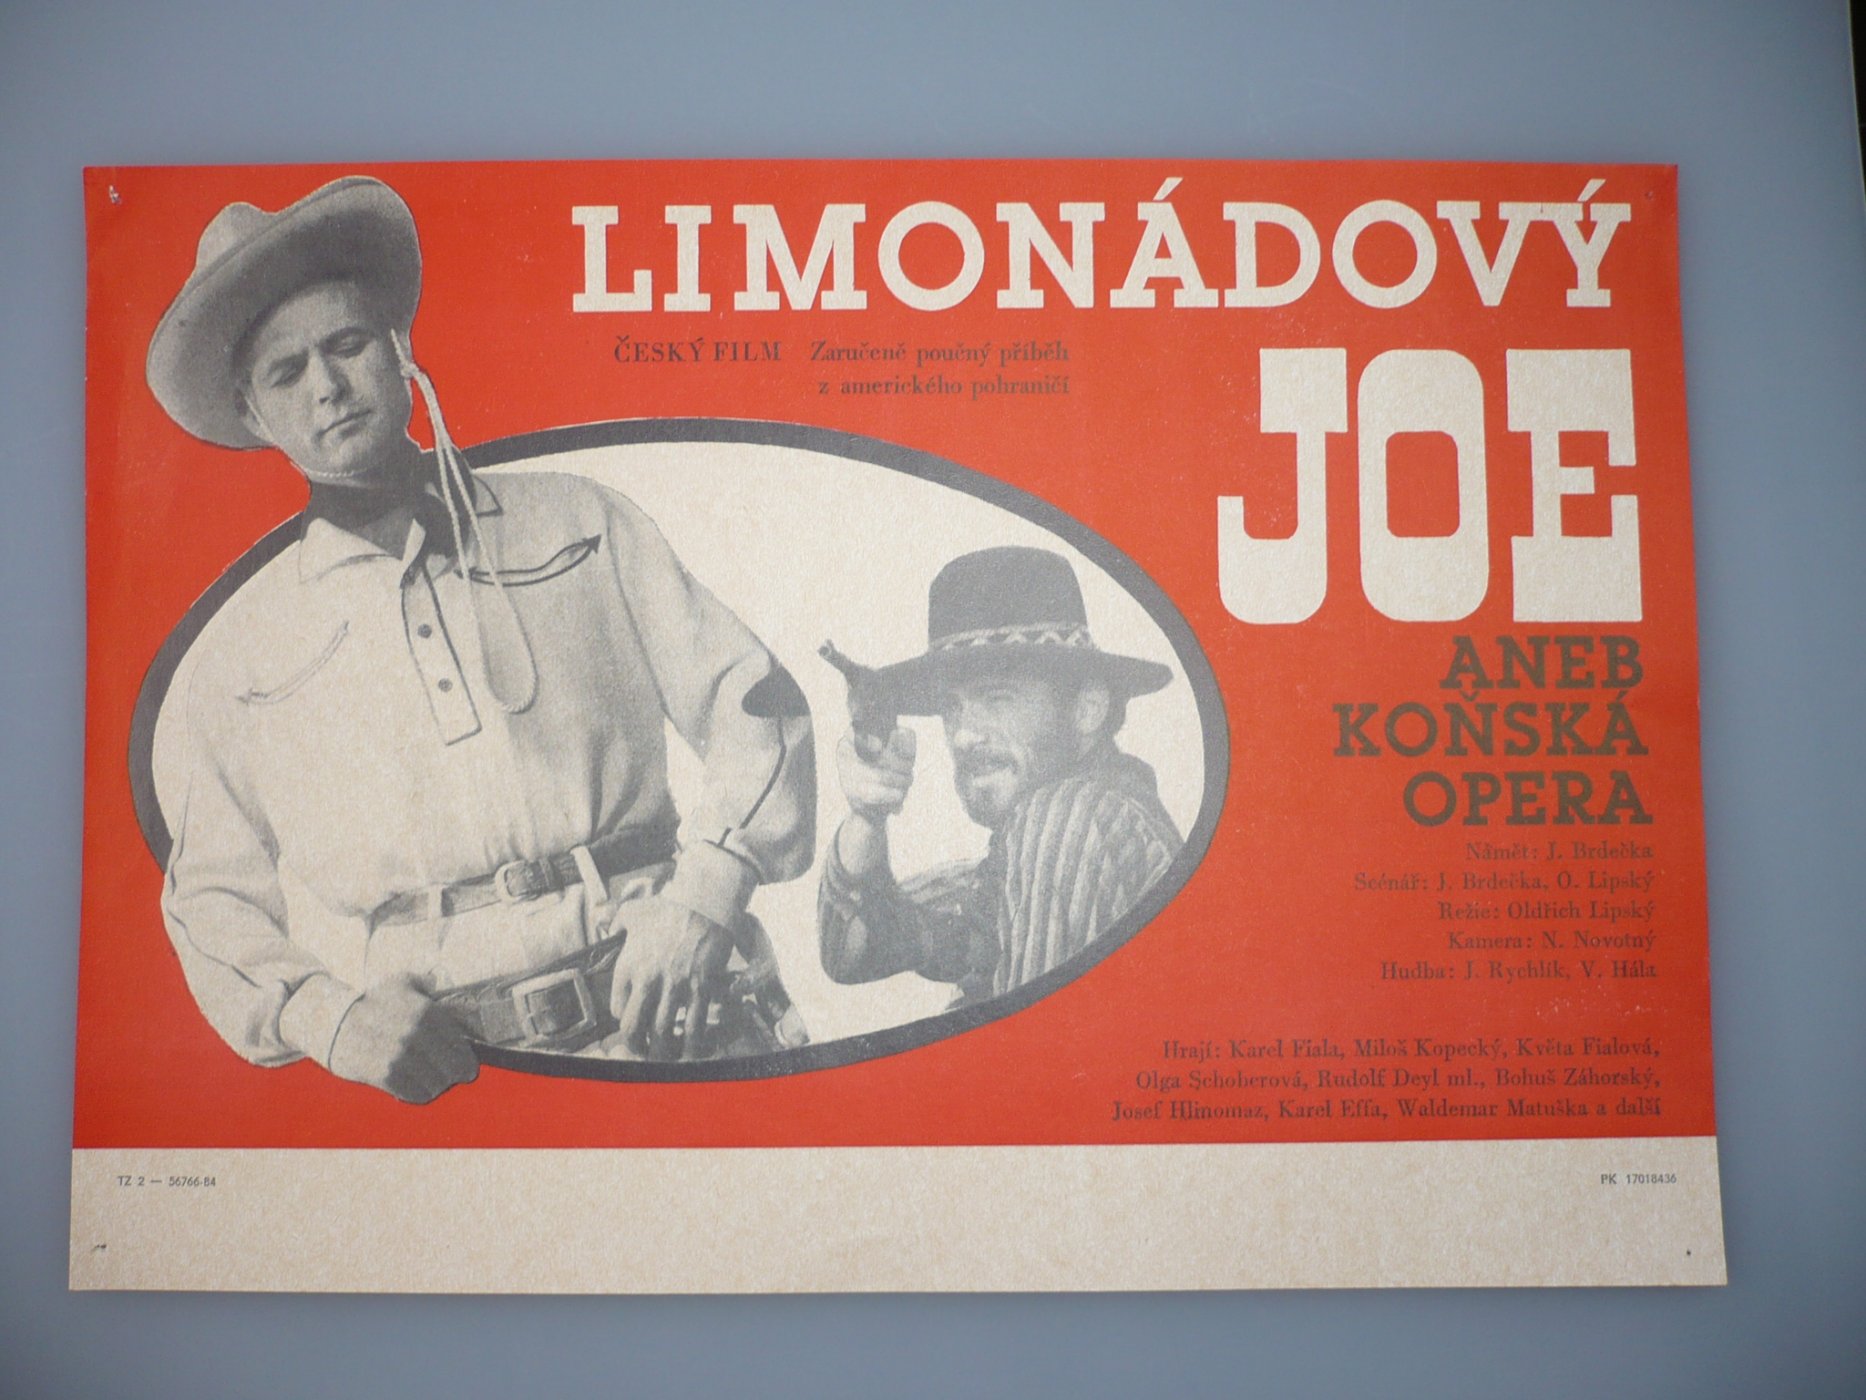 LIMONÁDOVÝ
JOE
ČESKÝ FILM
Zaručeně poučný příběh
z amerického pohraničí
ANEB
KOŇSKÁ
OPERA
Námět: J. Brdečka
Scénář: J. Brdečka, O. Lipský
Režie: Oldřich Lipský
Kamera: N. Novotný
Hudba: J. Rychlík, V. Hála
Hrají: Karel Fiala, Miloš Kopecký, Květa Fialová,
Olga Schoberová, Rudolf Deyl ml., Bohuš Záhorský,
Josef Hlinomaz, Karel Effa, Waldemar Matuška a další
TZ 2 — 56766-84
PK 17018436